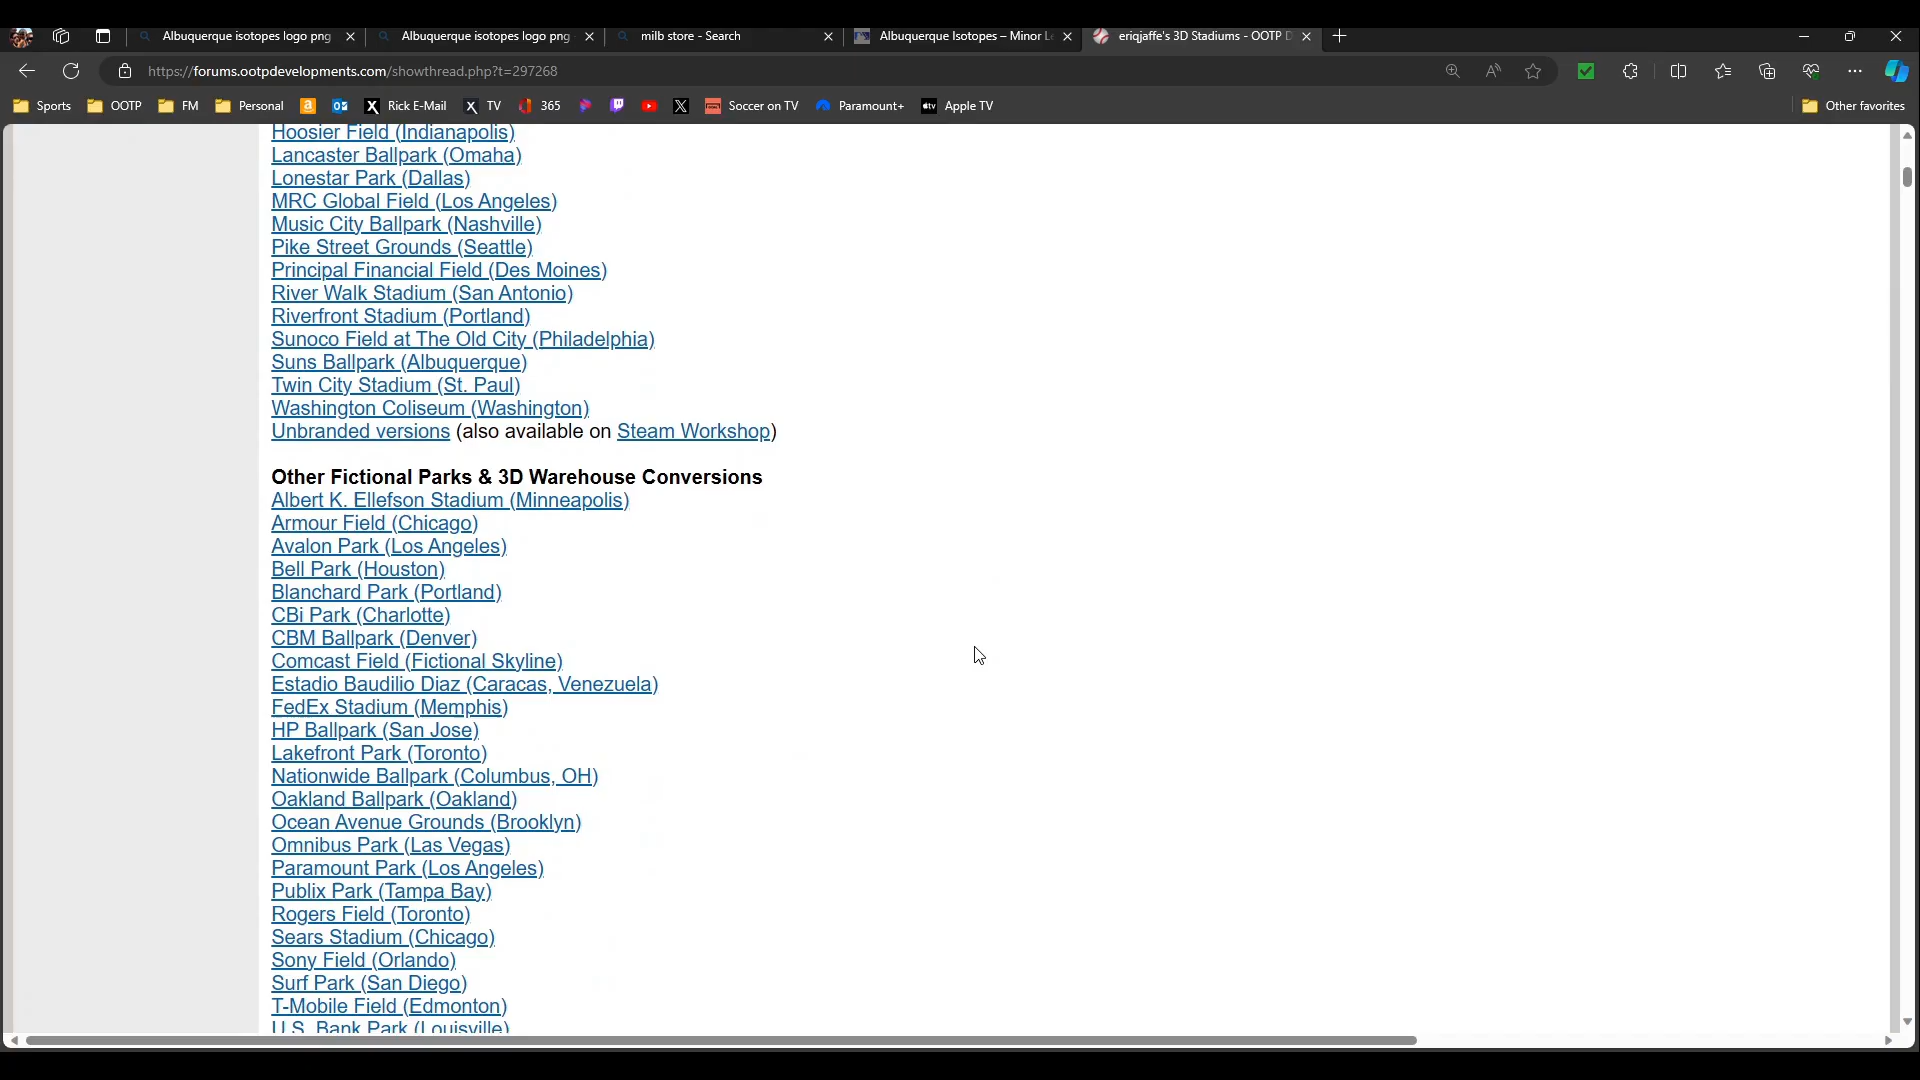 Albuquerque isotopes logo png
Albuquerque isotopes logo png
milb store - Search
Albuquerque Isotopes – Minor L
eriqjaffe's 3D Stadiums - OOTP D
https://forums.ootpdevelopments.com/showthread.php?t=297268
Sports
OOTP
FM
Personal
Rick E-Mail
TV
365
Soccer on TV
Paramount+
Apple TV
Other favorites
Hoosier Field (Indianapolis)
Lancaster Ballpark (Omaha)
Lonestar Park (Dallas)
MRC Global Field (Los Angeles)
Music City Ballpark (Nashville)
Pike Street Grounds (Seattle)
Principal Financial Field (Des Moines)
River Walk Stadium (San Antonio)
Riverfront Stadium (Portland)
Sunoco Field at The Old City (Philadelphia)
Suns Ballpark (Albuquerque)
Twin City Stadium (St. Paul)
Washington Coliseum (Washington)
Unbranded versions (also available on Steam Workshop)
Other Fictional Parks & 3D Warehouse Conversions
Albert K. Ellefson Stadium (Minneapolis)
Armour Field (Chicago)
Avalon Park (Los Angeles)
Bell Park (Houston)
Blanchard Park (Portland)
CBi Park (Charlotte)
CBM Ballpark (Denver)
Comcast Field (Fictional Skyline)
Estadio Baudilio Diaz (Caracas, Venezuela)
FedEx Stadium (Memphis)
HP Ballpark (San Jose)
Lakefront Park (Toronto)
Nationwide Ballpark (Columbus, OH)
Oakland Ballpark (Oakland)
Ocean Avenue Grounds (Brooklyn)
Omnibus Park (Las Vegas)
Paramount Park (Los Angeles)
Publix Park (Tampa Bay)
Rogers Field (Toronto)
Sears Stadium (Chicago)
Sony Field (Orlando)
Surf Park (San Diego)
T-Mobile Field (Edmonton)
U.S. Bank Park (Louisville)